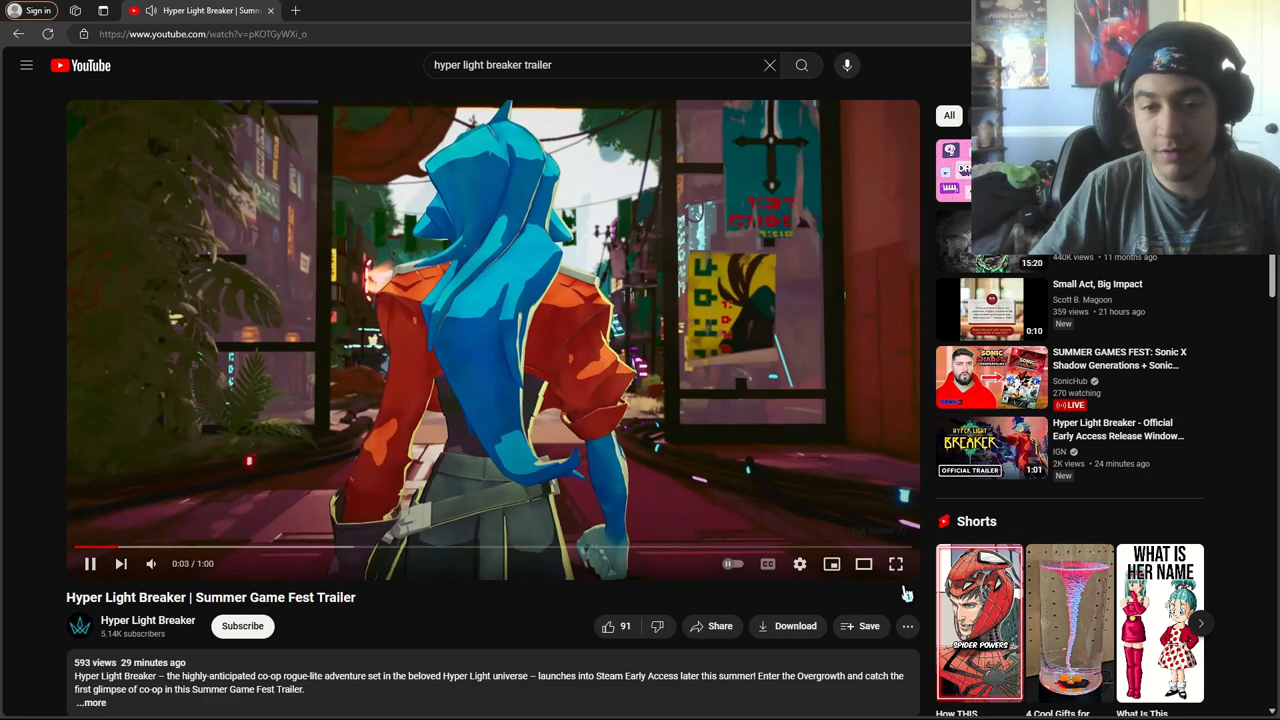 Sign in
Hyper Light Breaker | Summ
https://www.youtube.com/watch?v=pKOTGyWXi_o
YouTube
hyper light breaker trailer
MINECRAFT
All
15:20
440K views • 11 months ago
Small Act, Big Impact
Scott B. Magoon
359 views • 21 hours ago
New
0:10
SUMMER GAMES FEST: Sonic X
Shadow Generations + Sonic...
SonicHub
270 watching
LIVE
Hyper Light Breaker - Official
Early Access Release Window...
IGN
2K views • 24 minutes ago
New
HYPER LIGHT
BREAKER
OFFICIAL TRAILER
1:01
Shorts
SPIDER POWERS
WHAT IS
HER NAME
How THIS
4 Cool Gifts for
What Is This
0:03 / 1:00
CC
Hyper Light Breaker | Summer Game Fest Trailer
Hyper Light Breaker
5.14K subscribers
Subscribe
91
Share
Download
Save
593 views 29 minutes ago
Hyper Light Breaker – the highly-anticipated co-op rogue-lite adventure set in the beloved Hyper Light universe – launches into Steam Early Access later this summer! Enter the Overgrowth and catch the
first glimpse of co-op in this Summer Game Fest Trailer.
...more